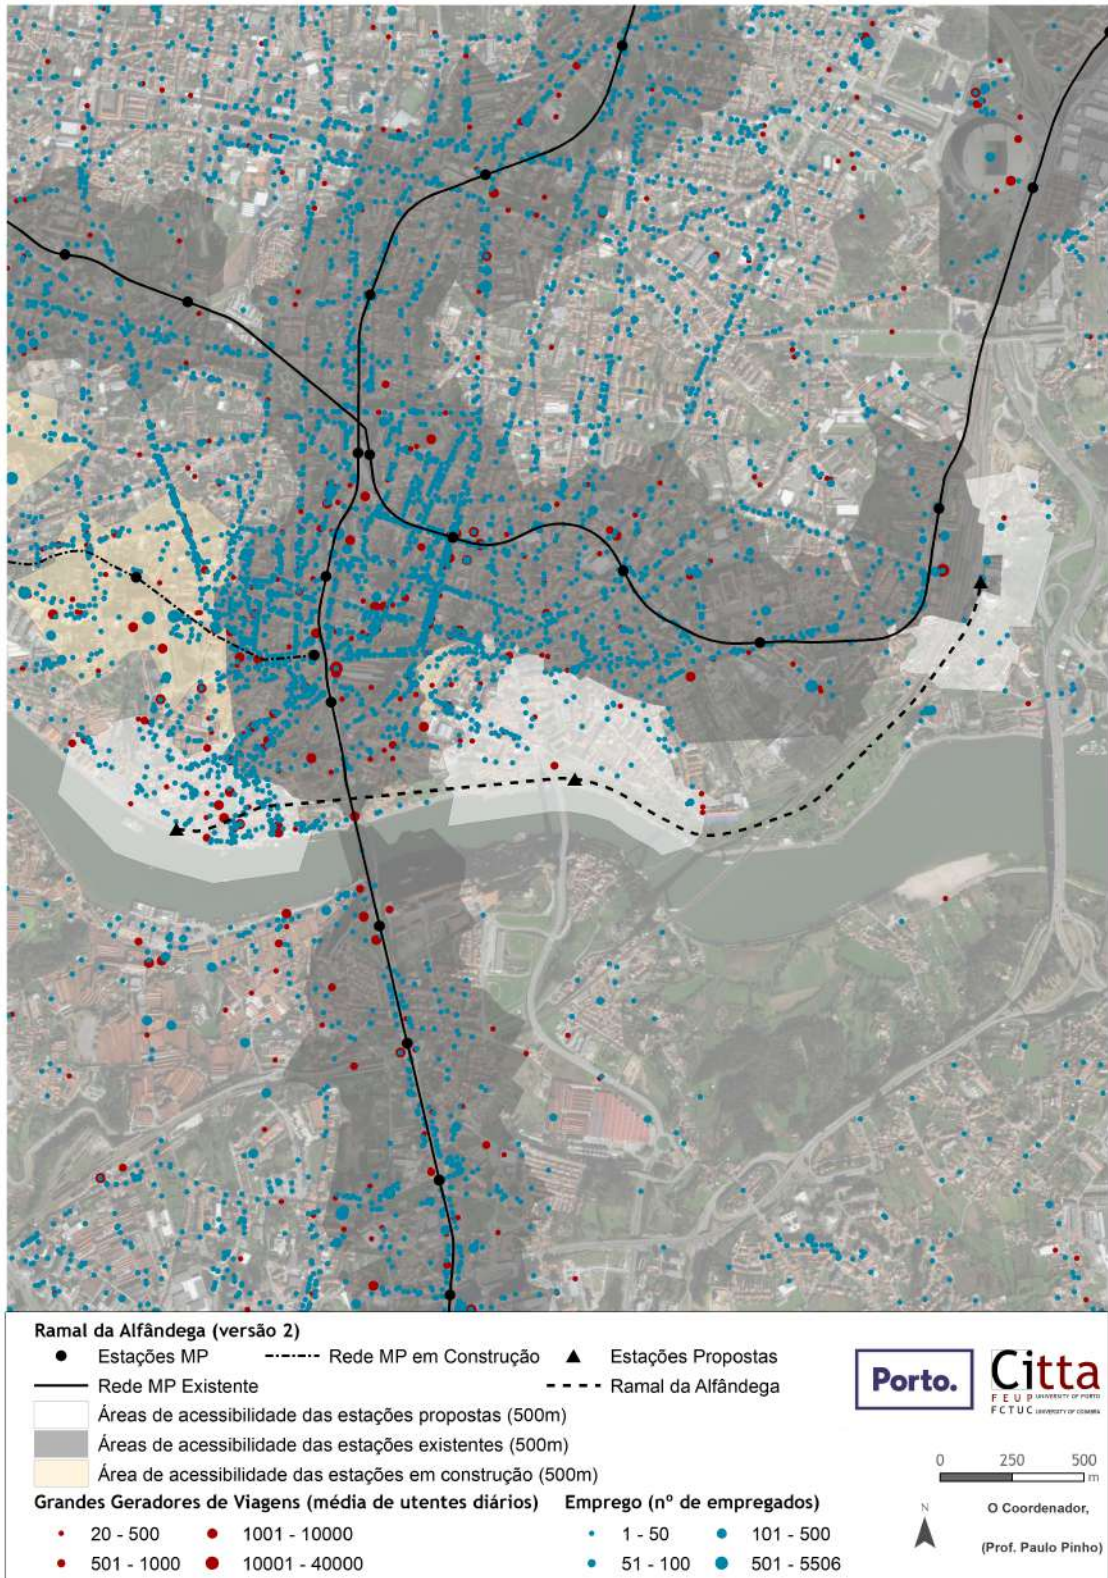 Ramal da Alfândega (versão 2)
Estações MP
Rede MP em Construção
Estações Propostas
Rede MP Existente
Ramal da Alfândega
Áreas de acessibilidade das estações propostas (500m)
Áreas de acessibilidade das estações existentes (500m)
Área de acessibilidade das estações em construção (500m)
Grandes Geradores de Viagens (média de utentes diários)
20 - 500
1001 - 10000
501 - 1000
10001 - 40000
Emprego (nº de empregados)
1 - 50
101 - 500
51 - 100
501 - 5506
Porto.
Citta
FEUP UNIVERSITY OF PORTO
FCTUC UNIVERSITY OF COIMBRA
0 250 500
m
N
O Coordenador,
(Prof. Paulo Pinho)